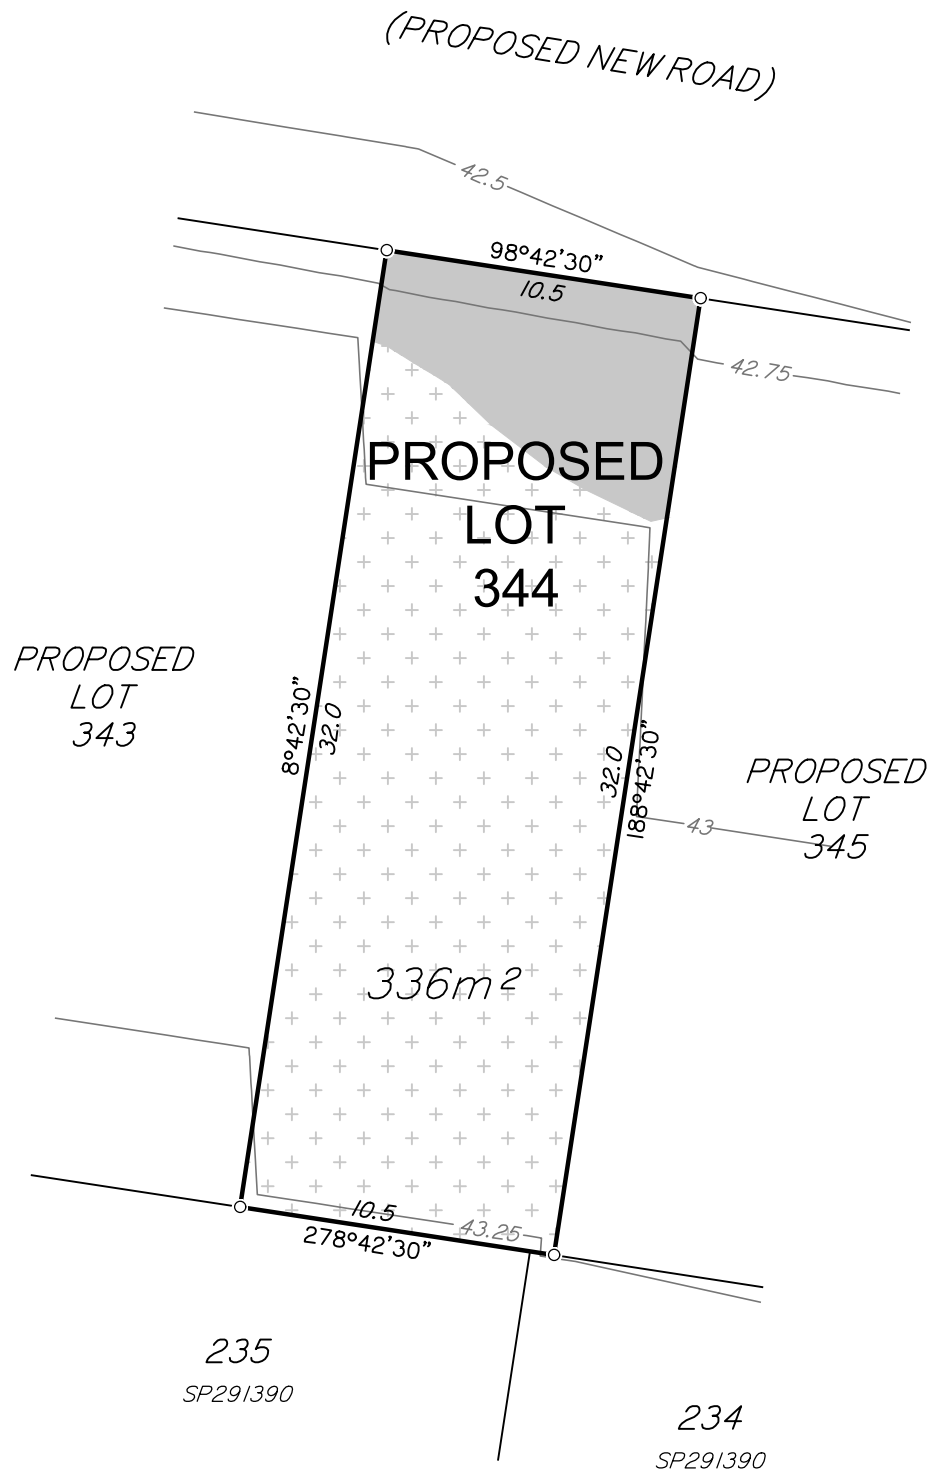 (PROPOSED NEW ROAD)
42.5
98°42'30"
10.5
42.75
PROPOSED
LOT
344
PROPOSED
LOT
343
8°42'30"
32.0
32.0
188°42'30"
PROPOSED
LOT
345
43
336m²
10.5
43.25
278°42'30"
235
SP291390
234
SP291390